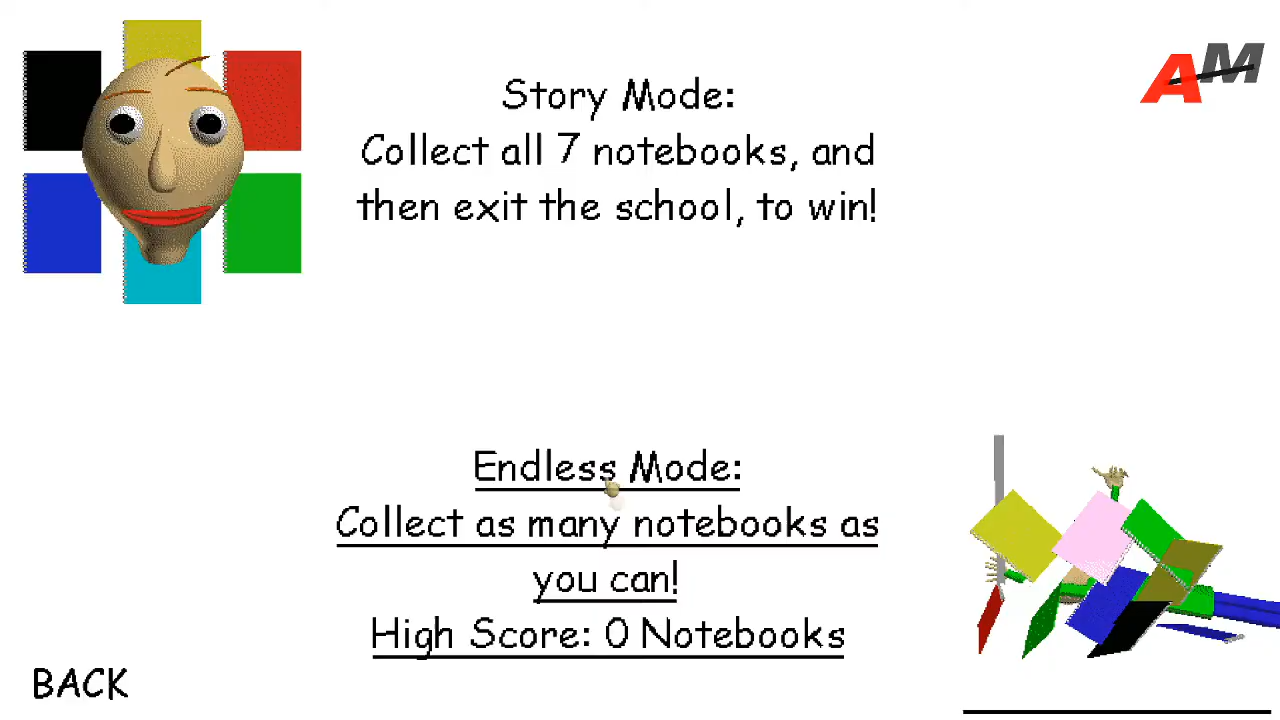 AM
Story Mode:
Collect all 7 notebooks, and
then exit the school, to win!
Endless Mode:
Collect as many notebooks as
you can!
High Score: 0 Notebooks
BACK